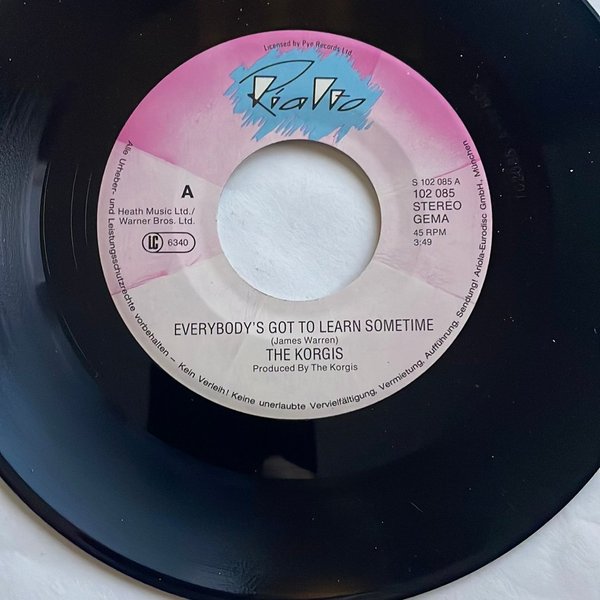 Licensed by Pye Records Ltd.
Rialto
A
Heath Music Ltd./
Warner Bros. Ltd.
LC 6340
S 102 085 A
102 085
STEREO
GEMA
45 RPM
3:49
EVERYBODY'S GOT TO LEARN SOMETIME
(James Warren)
THE KORGIS
Produced By The Korgis
Alle Urheber- und Leistungsschutzrechte vorbehalten – Kein Verleih! Keine unerlaubte Vervielfältigung, Vermietung, Aufführung, Sendung! Ariola-Eurodisc GmbH, München